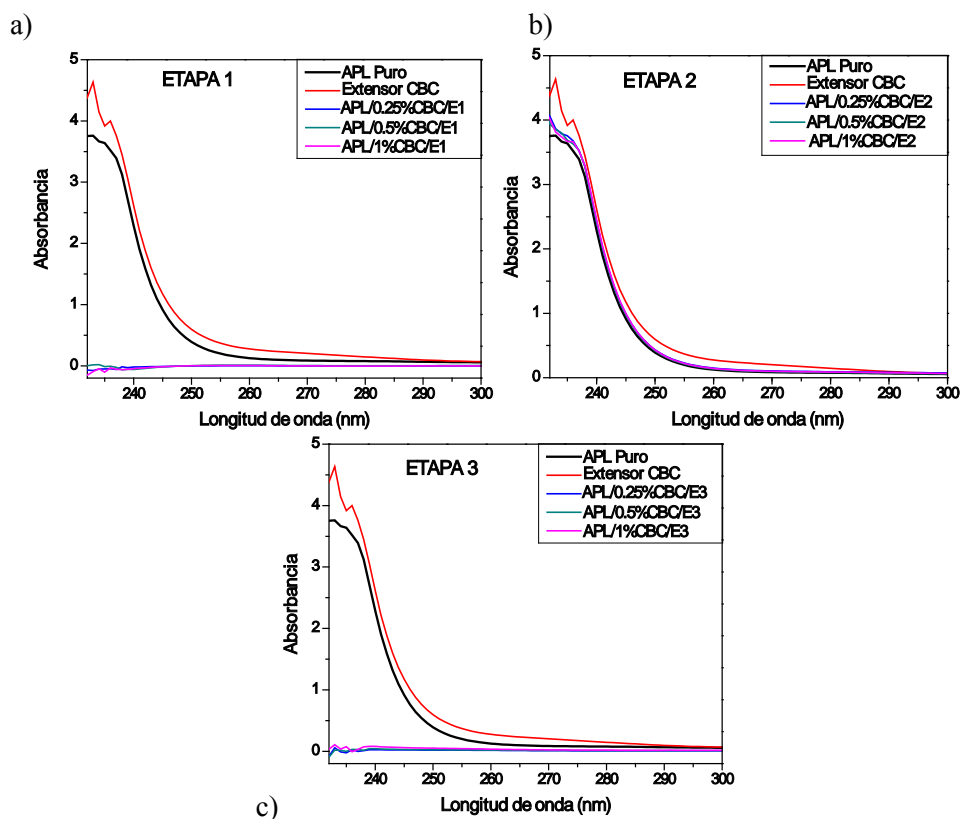 a)
ETAPA 1
APL Puro
Extensor CBC
APL/0.25%CBC/E1
APL/0.5%CBC/E1
APL/1%CBC/E1
5
4
3
2
1
0
Absorbancia
240 250 260 270 280 290 300
Longitud de onda (nm)
b)
ETAPA 2
APL Puro
Extensor CBC
APL/0.25%CBC/E2
APL/0.5%CBC/E2
APL/1%CBC/E2
5
4
3
2
1
0
Absorbancia
240 250 260 270 280 290 300
Longitud de onda (nm)
ETAPA 3
APL Puro
Extensor CBC
APL/0.25%CBC/E3
APL/0.5%CBC/E3
APL/1%CBC/E3
5
4
3
2
1
0
Absorbancia
240 250 260 270 280 290 300
Longitud de onda (nm)
c)